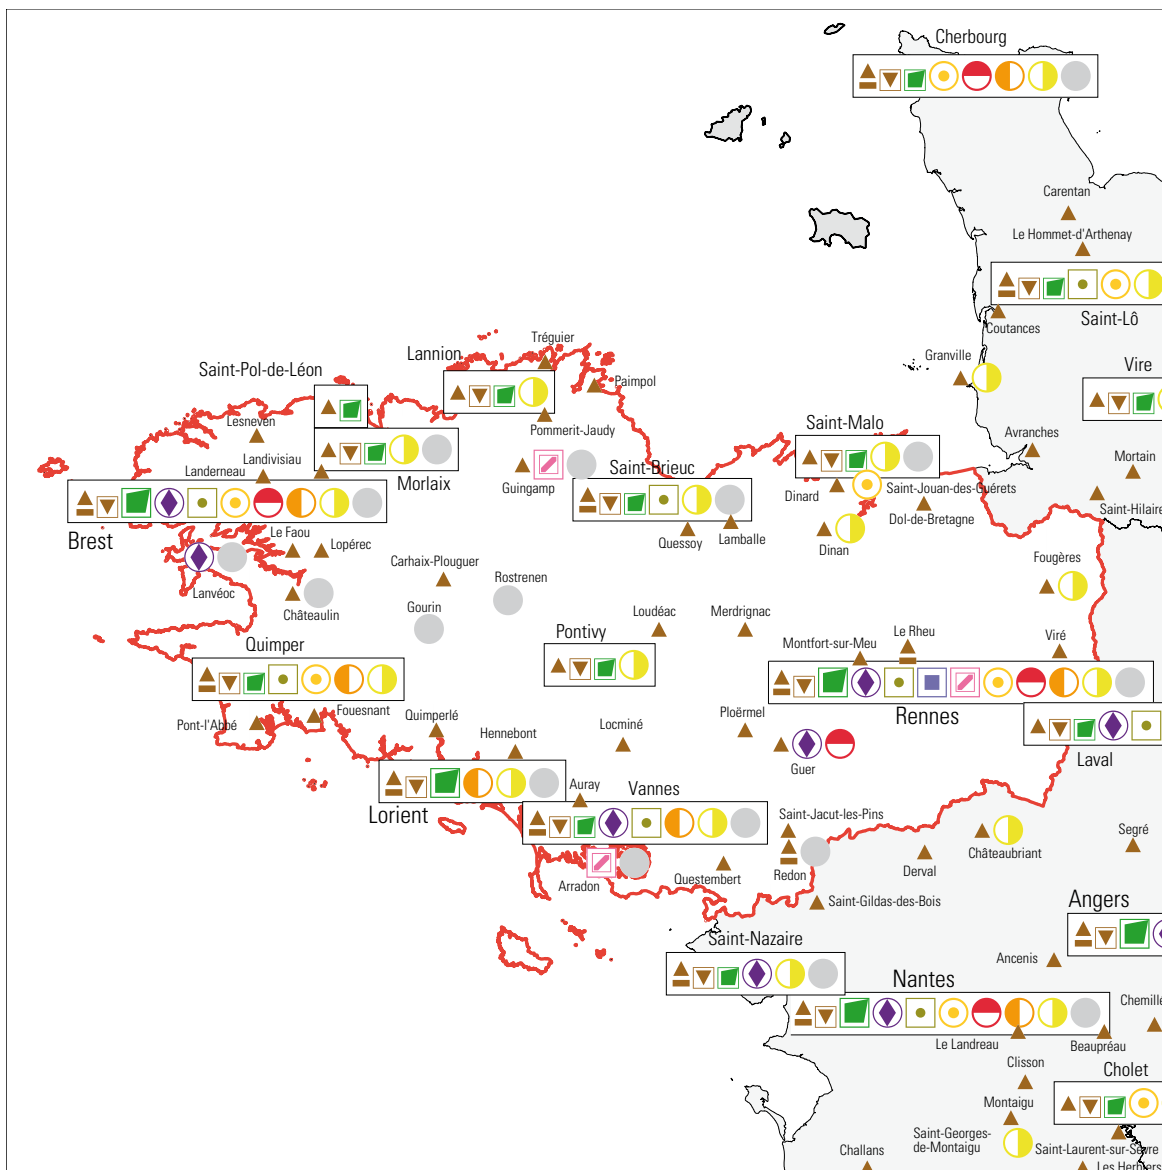 Cherbourg
Carentan
Le Hommet-d'Arthenay
Saint-Lô
Coutances
Tréguier
Lannion
Granville
Vire
Saint-Pol-de-Léon
Paimpol
Lesneven
Pommerit-Jaudy
Saint-Malo
Avranches
Landivisiau
Landerneau
Morlaix
Guingamp
Saint-Brieuc
Mortain
Dinard
Saint-Jouan-des-Guérets
Dol-de-Bretagne
Saint-Hilaire
Brest
Le Faou
Lopérec
Quessoy
Lamballe
Dinan
Fougères
Carhaix-Plouguer
Rostrenen
Lanvéoc
Châteaulin
Gourin
Loudéac
Merdrignac
Quimper
Pontivy
Montfort-sur-Meu
Le Rheu
Viré
Pont-l'Abbé
Fouesnant
Quimperlé
Hennebont
Locminé
Ploërmel
Rennes
Guer
Laval
Auray
Vannes
Lorient
Saint-Jacut-les-Pins
Châteaubriant
Segré
Arradon
Questembert
Redon
Derval
Saint-Gildas-des-Bois
Angers
Saint-Nazaire
Ancenis
Nantes
Chemillé
Le Landreau
Beaupréau
Clisson
Cholet
Montaigu
Saint-Georges-
de-Montaigu
Saint-Laurent-sur-Sèvre
Challans
Les Herbiers